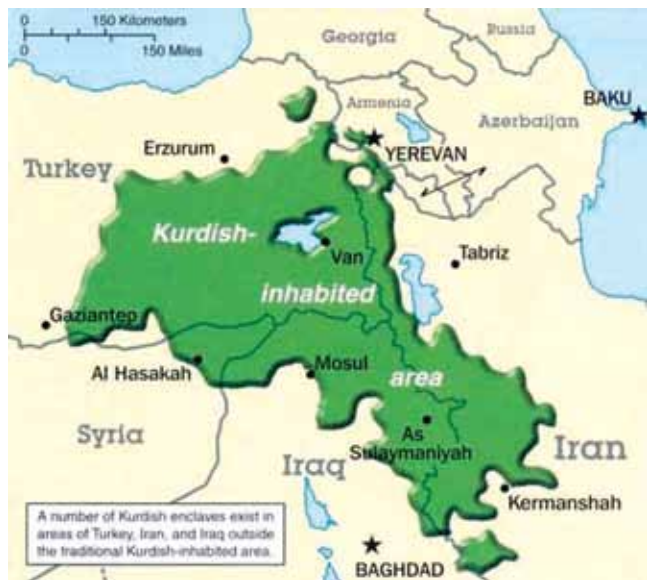 0 150 Kilometers
0 150 Miles
Georgia
Russia
Armenia
BAKU
Azerbaijan
YEREVAN
Erzurum
Turkey
Kurdish-
Van
Tabriz
inhabited
Gaziantep
Al Hasakah
Mosul
area
As
Sulaymaniyah
Syria
Iraq
Iran
Kermanshah
A number of Kurdish enclaves exist in
areas of Turkey, Iran, and Iraq outside
the traditional Kurdish-inhabited area.
BAGHDAD